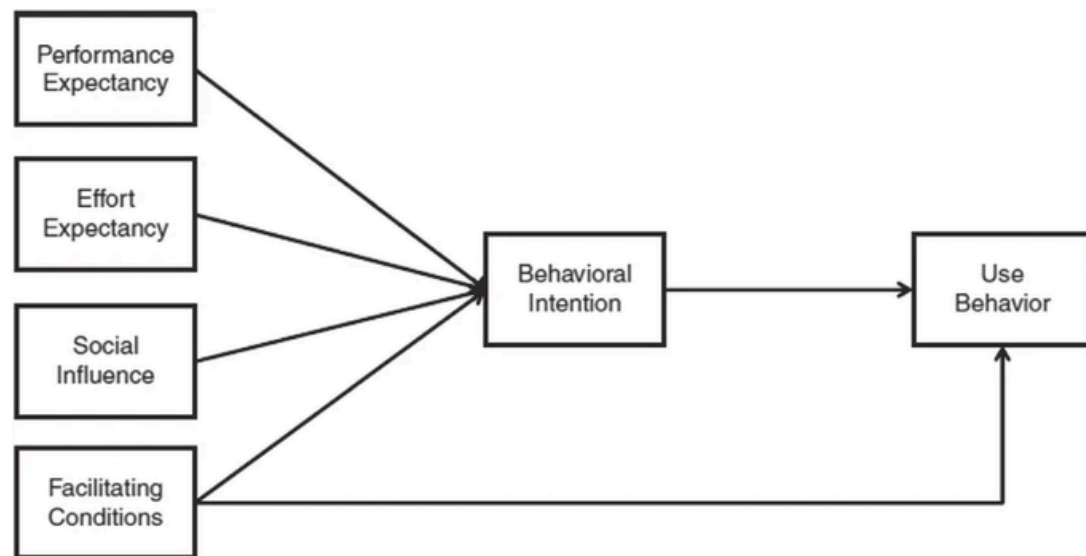 Performance
Expectancy
Effort
Expectancy
Social
Influence
Facilitating
Conditions
Behavioral
Intention
Use
Behavior